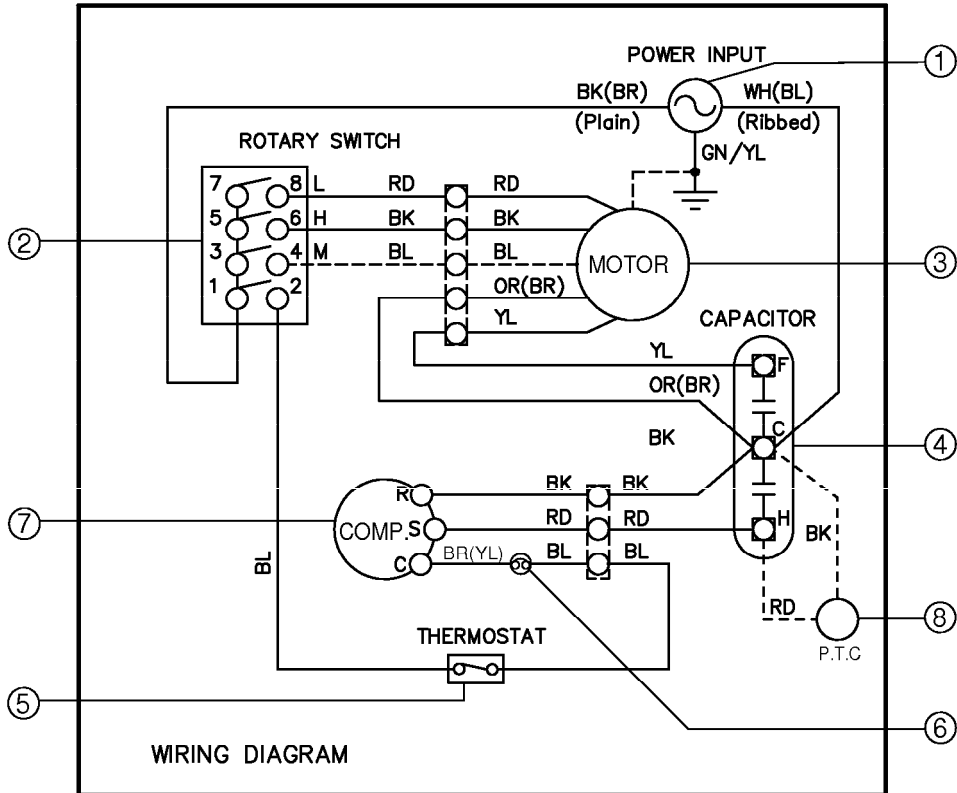 POWER INPUT
1
BK(BR)
(Plain)
WH(BL)
(Ribbed)
GN/YL
ROTARY SWITCH
7 8 L RD RD
5 6 H BK BK
2
3 4 M BL BL
MOTOR
3
1 2
OR(BR)
YL
CAPACITOR
YL
F
OR(BR)
BK
C
4
R BK BK
7
COMP. S RD RD
H
BK
C BR(YL) BL BL
BL
RD
8
P.T.C
THERMOSTAT
5
6
WIRING DIAGRAM